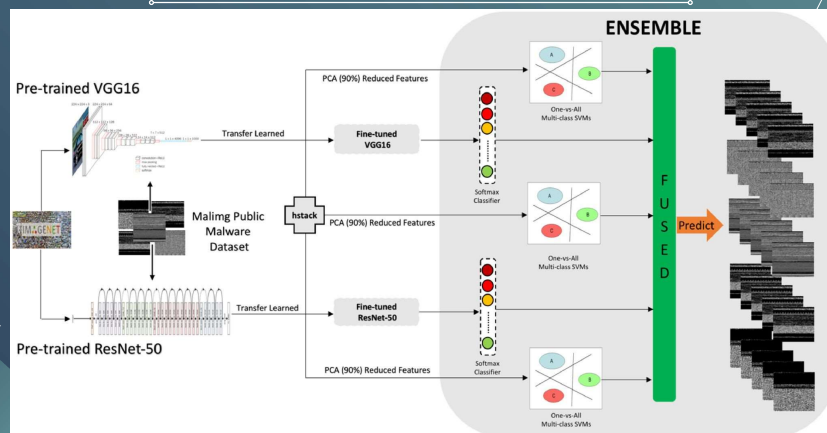 ENSEMBLE
PCA (90%) Reduced Features
A
B
C
One-vs-All
Multi-class SVMs
Pre-trained VGG16
Transfer Learned
Fine-tuned
VGG16
Softmax
Classifier
IMAGENET
Malimg Public
Malware
Dataset
hstack
PCA (90%) Reduced Features
A
B
C
One-vs-All
Multi-class SVMs
FUSED
Predict
Transfer Learned
Fine-tuned
ResNet-50
Softmax
Classifier
Pre-trained ResNet-50
PCA (90%) Reduced Features
A
B
C
One-vs-All
Multi-class SVMs